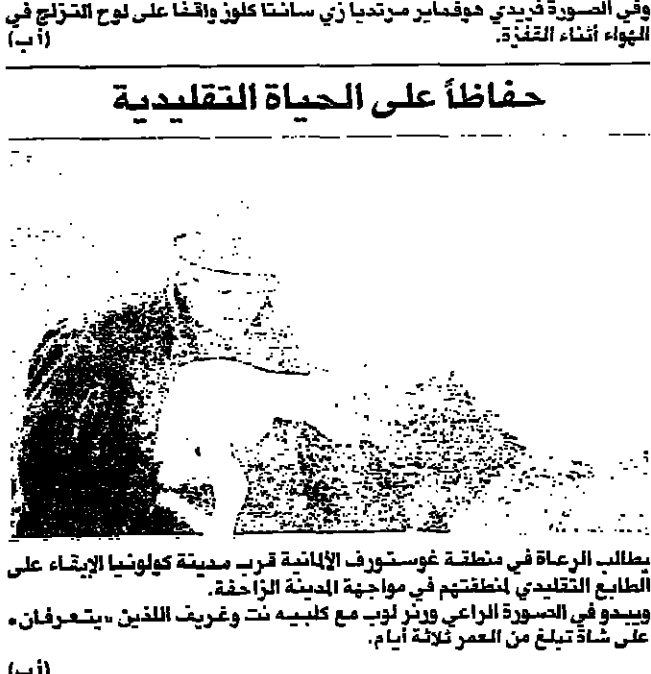 وفي الصورة فريدي هوفماير مرتديا زي سانتا كلوز واقفا على لوح التزلج في
الهواء أثناء القفزة.
(أ ب)
حفاظاً على الحياة التقليدية
يطالب الرعاة في منطقة غوستورف الألمانية قرب مدينة كولونيا الإبقاء على
الطابع التقليدي لمنطقتهم في مواجهة المدينة الزاحفة.
ويبدو في الصورة الراعي ورنر لوب مع كلبيه نت وغريف اللذين «يتعرفان»
على شاة تبلغ من العمر ثلاثة أيام.
(أ ب)